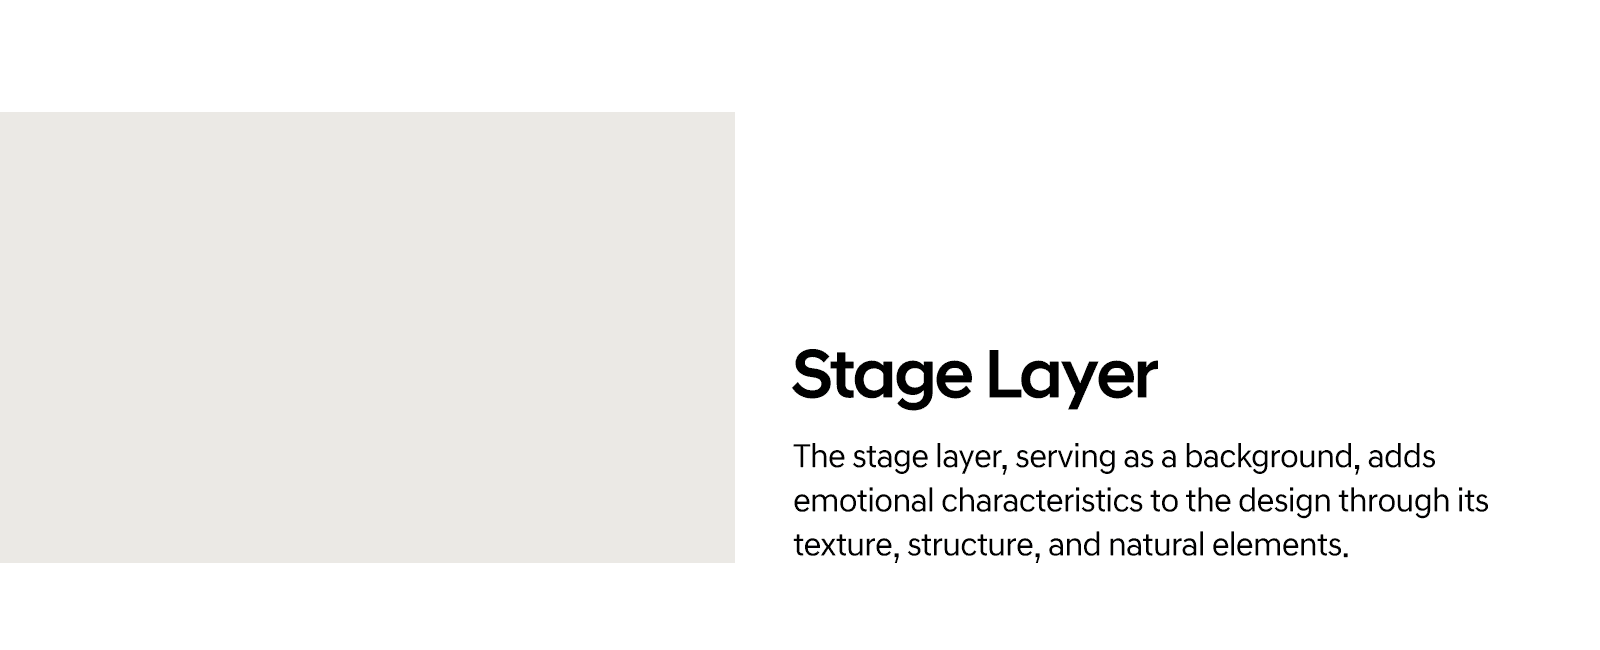 Stage Layer
The stage layer, serving as a background, adds
emotional characteristics to the design through its
texture, structure, and natural elements.